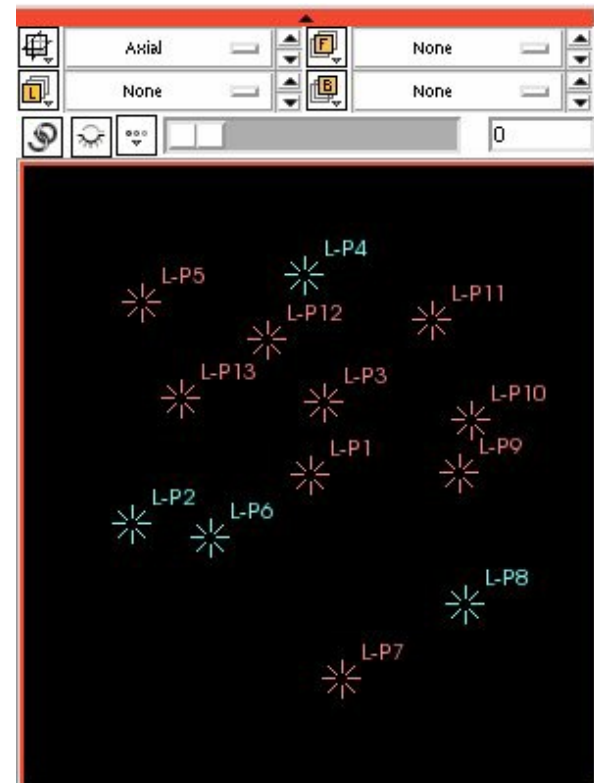 Axial
F
None
L
None
B
None
0
L-P4
L-P5
L-P11
L-P12
L-P13
L-P3
L-P10
L-P1
L-P9
L-P2
L-P6
L-P8
L-P7